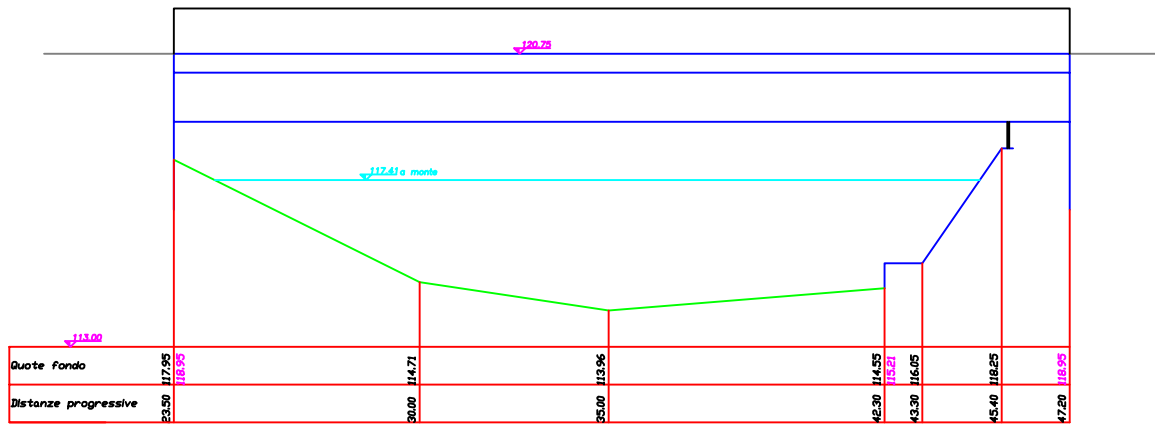 120.75
117.41 a monte
113.00
Quote fondo 117.95 118.95 114.71 113.96 114.55 115.21 116.05 118.25 118.95
Distanze progressive 23.50 30.00 35.00 42.30 43.30 45.40 47.20